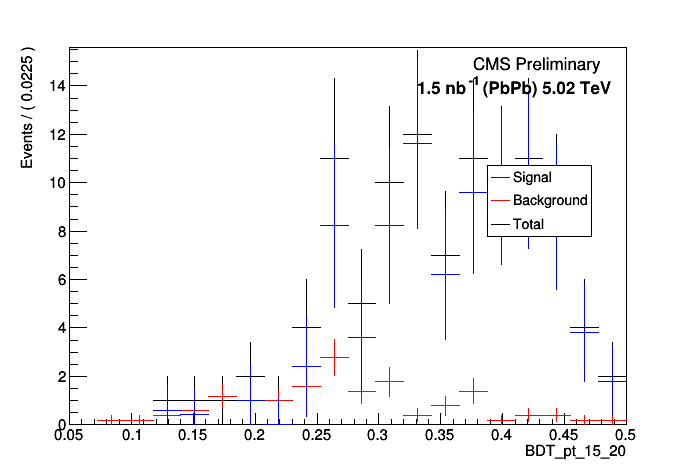 CMS Preliminary
1.5 nb-1 (PbPb) 5.02 TeV
Events / ( 0.0225 )
14
12
10
8
6
4
2
0
Signal
Background
Total
0.05 0.1 0.15 0.2 0.25 0.3 0.35 0.4 0.45 0.5
BDT_pt_15_20